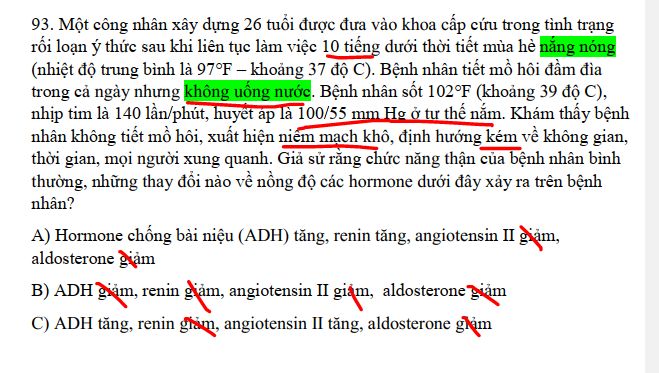 93. Một công nhân xây dựng 26 tuổi được đưa vào khoa cấp cứu trong tình trạng
rối loạn ý thức sau khi liên tục làm việc 10 tiếng dưới thời tiết mùa hè nắng nóng
(nhiệt độ trung bình là 97°F – khoảng 37 độ C). Bệnh nhân tiết mồ hôi đầm đìa
trong cả ngày nhưng không uống nước. Bệnh nhân sốt 102°F (khoảng 39 độ C),
nhịp tim là 140 lần/phút, huyết áp là 100/55 mm Hg ở tư thế nằm. Khám thấy bệnh
nhân không tiết mồ hôi, xuất hiện niêm mạch khô, định hướng kém về không gian,
thời gian, mọi người xung quanh. Giả sử rằng chức năng thận của bệnh nhân bình
thường, những thay đổi nào về nồng độ các hormone dưới đây xảy ra trên bệnh
nhân?
A) Hormone chống bài niệu (ADH) tăng, renin tăng, angiotensin II giảm,
aldosterone giảm
B) ADH giảm, renin giảm, angiotensin II giảm, aldosterone giảm
C) ADH tăng, renin giảm, angiotensin II tăng, aldosterone giảm